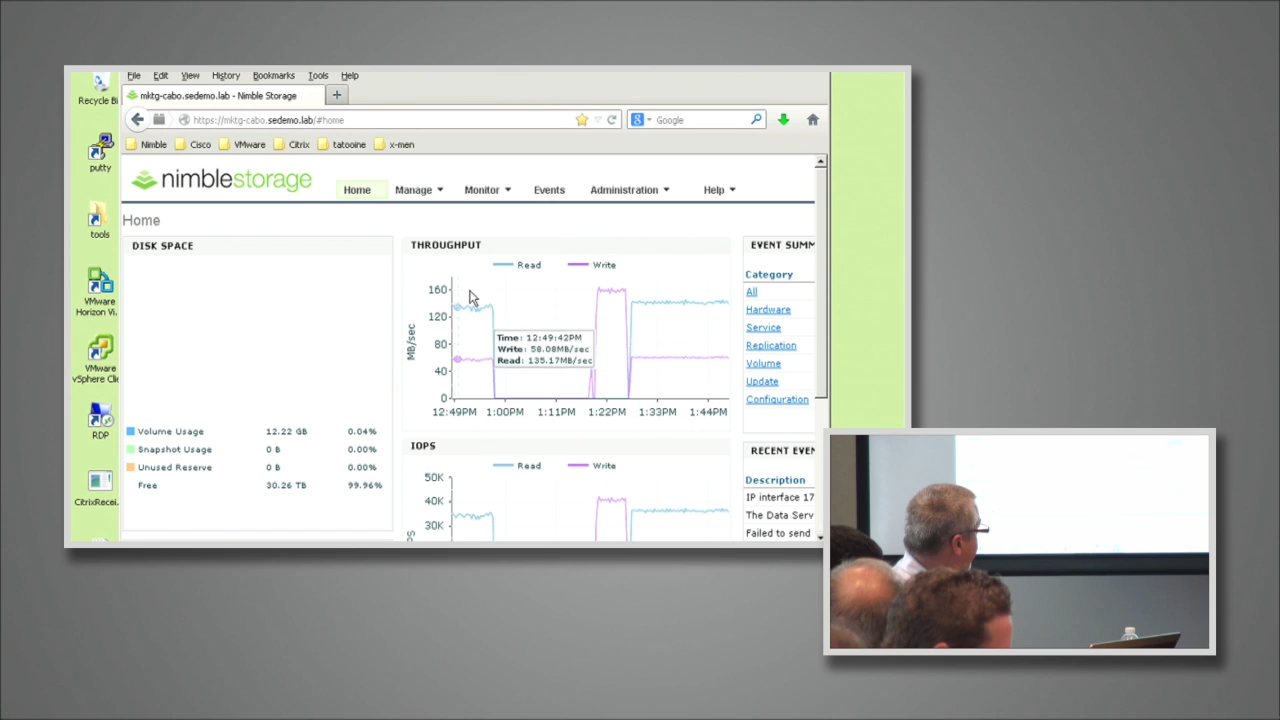 File Edit View History Bookmarks Tools Help
mktg-cabo.sedemo.lab - Nimble Storage +
https://mktg-cabo.sedemo.lab/#home
Google
Nimble Cisco VMware Citrix tatooine x-men
Recycle Bi
putty
tools
VMware
Horizon Vi.
VMware
vSphere Clie
RDP
CitrixRecei.
nimblestorage
Home Manage Monitor Events Administration Help
Home
DISK SPACE
Volume Usage 12.22 GB 0.04%
Snapshot Usage 0 B 0.00%
Unused Reserve 0 B 0.00%
Free 30.26 TB 99.96%
THROUGHPUT
Read Write
MB/sec
160
120
80
40
0
Time: 12:49:42PM
Write: 58.08MB/sec
Read: 135.17MB/sec
12:49PM 1:00PM 1:11PM 1:22PM 1:33PM 1:44PM
IOPS
Read Write
50K
40K
30K
PS
EVENT SUMM
Category
All
Hardware
Service
Replication
Volume
Update
Configuration
RECENT EVEN
Description
IP interface 17
The Data Serv
Failed to send